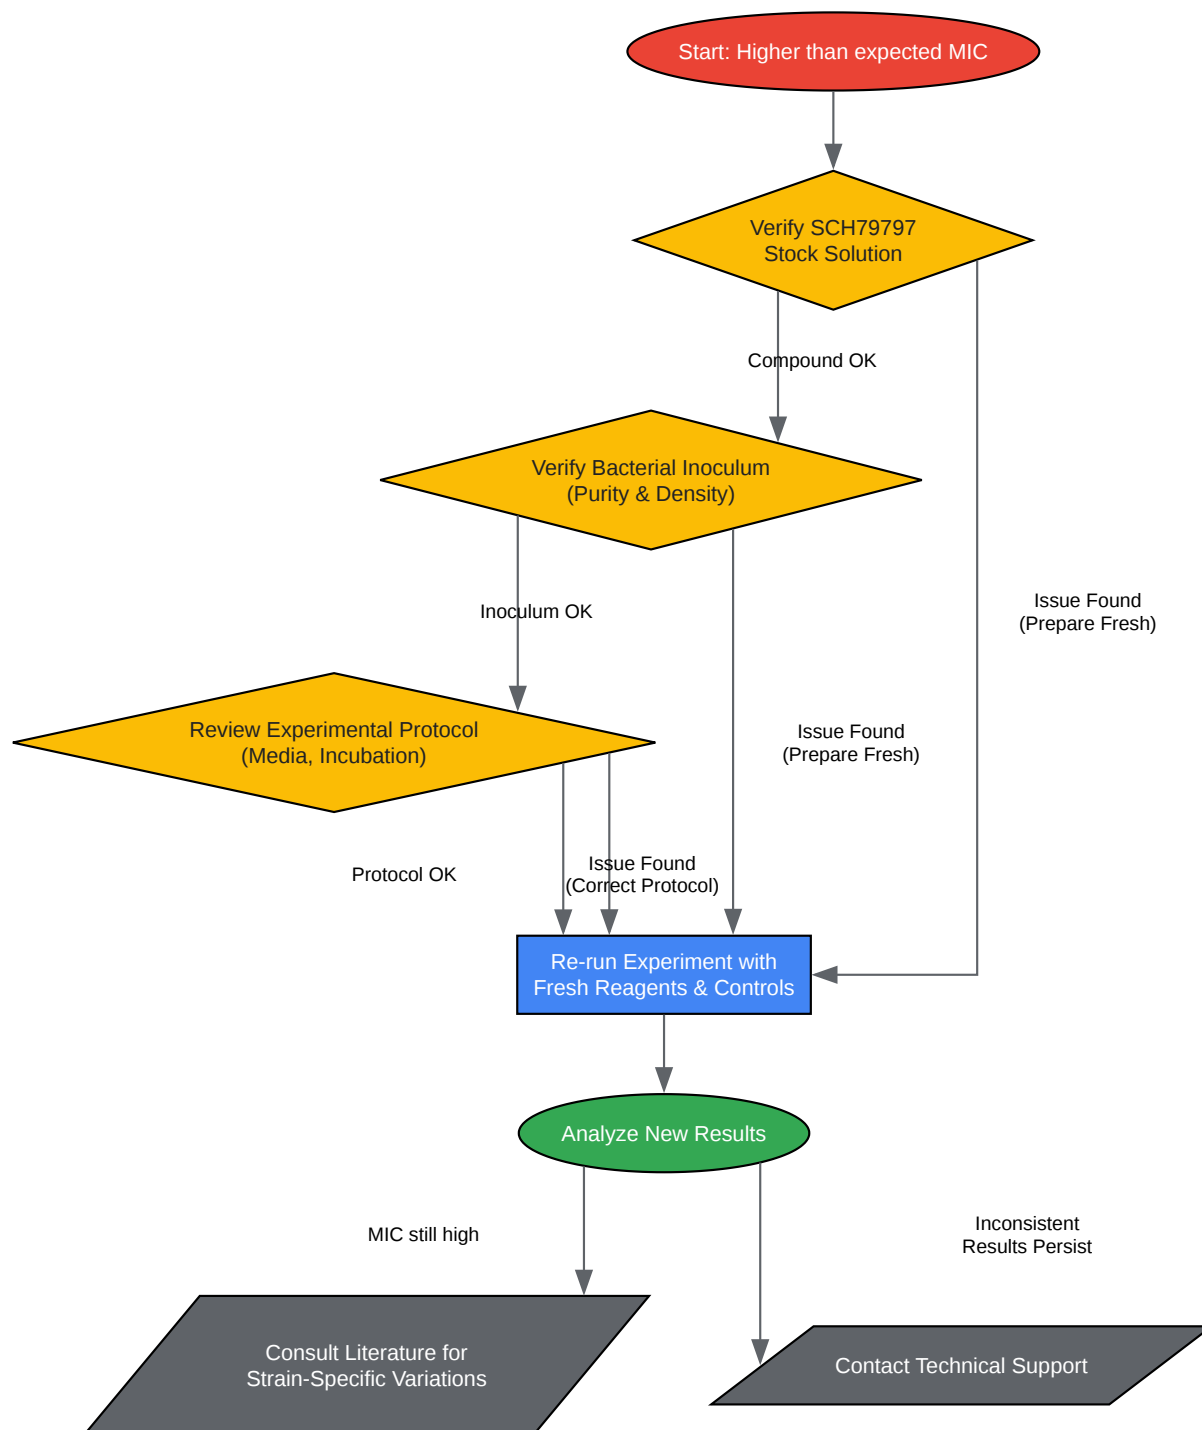 Start: Higher than expected MIC
Verify SCH79797
Stock Solution
Compound OK
Verify Bacterial Inoculum
(Purity & Density)
Inoculum OK
Issue Found
(Prepare Fresh)
Review Experimental Protocol
(Media, Incubation)
Issue Found
(Prepare Fresh)
Protocol OK
Issue Found
(Correct Protocol)
Re-run Experiment with
Fresh Reagents & Controls
Analyze New Results
MIC still high
Inconsistent
Results Persist
Consult Literature for
Strain-Specific Variations
Contact Technical Support